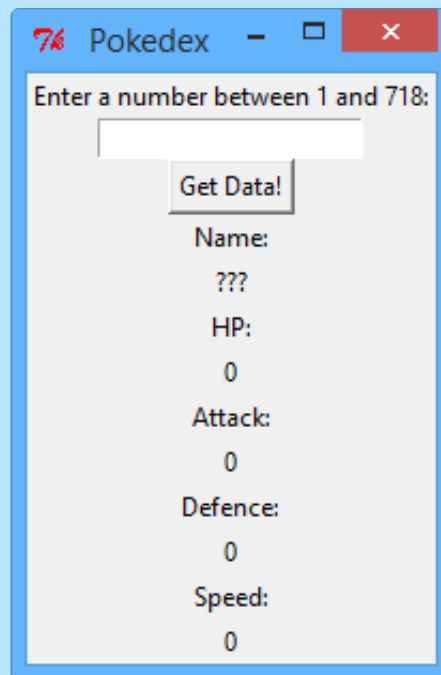 Pokedex
Enter a number between 1 and 718:
Get Data!
Name:
???
HP:
0
Attack:
0
Defence:
0
Speed:
0